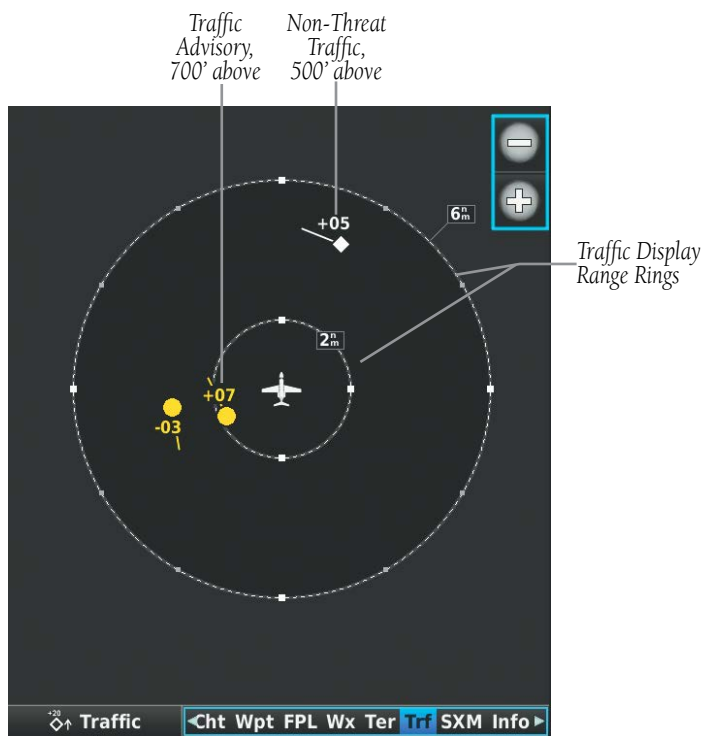 Traffic
Advisory,
700' above
Non-Threat
Traffic,
500' above
+05
6nm
Traffic Display
Range Rings
2nm
+07
-03
+20
Traffic
Cht Wpt FPL Wx Ter Trf SXM Info